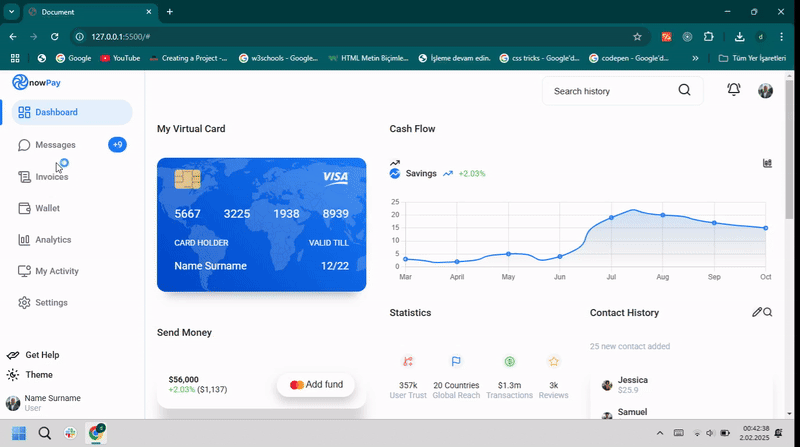 Document
127.0.0.1:5500/#
d
Google
YouTube
Creating a Project -...
w3schools - Google...
HTML Metin Biçimle...
İşleme devam edin.
css tricks - Google'd...
codepen - Google'd...
Tüm Yer İşaretleri
nowPay
Search history
Dashboard
Messages
+9
Invoices
Wallet
Analytics
My Activity
Settings
Get Help
Theme
Name Surname
User
My Virtual Card
VISA
5667 3225 1938 8939
CARD HOLDER VALID TILL
Name Surname 12/22
Send Money
$56,000
+2.03% ($1,137)
Add fund
Cash Flow
Savings +2.03%
25
20
15
10
5
0
Mar April May Jun Jul Aug Sep Oct
Statistics
357k
User Trust
20 Countries
Global Reach
$1.3m
Transactions
3k
Reviews
Contact History
25 new contact added
Jessica
$25.9
Samuel
00:42:38
2.02.2025